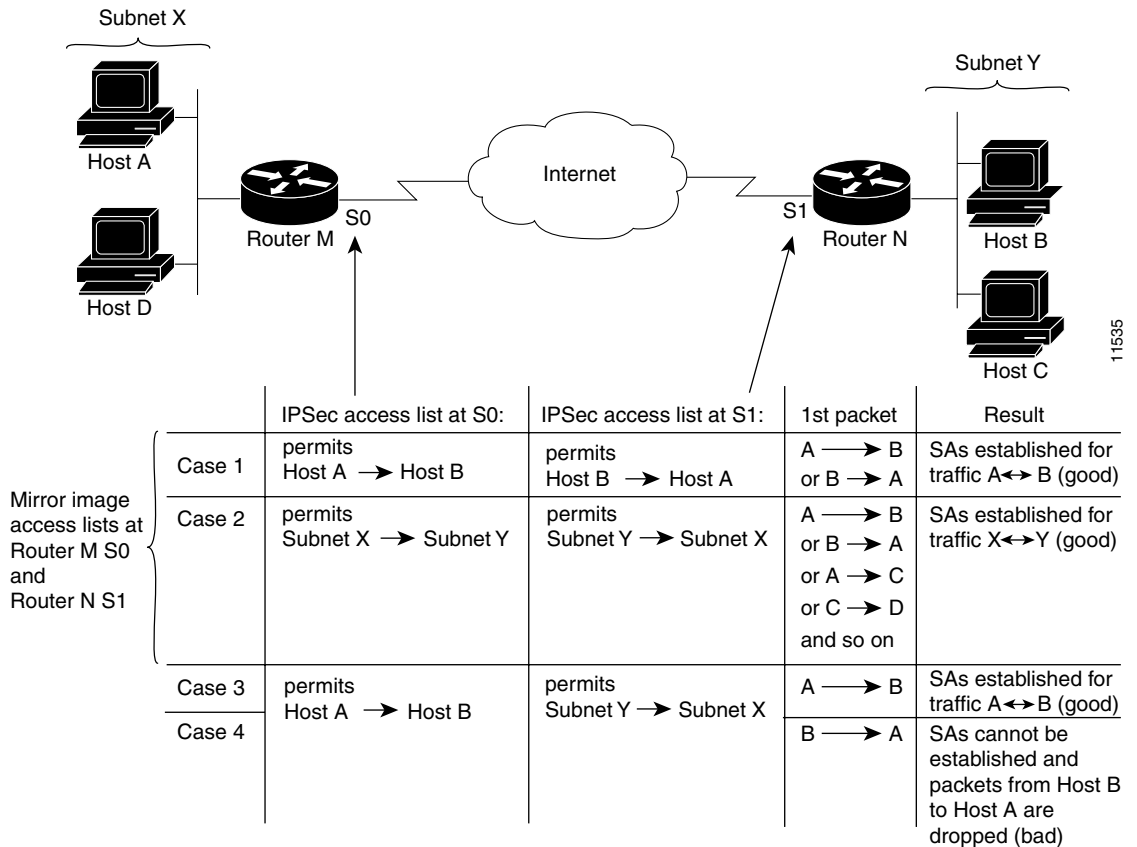 Subnet X
Subnet Y
Host A
Host D
Router M
S0
Internet
S1
Router N
Host B
Host C
11535
IPSec access list at S0:
IPSec access list at S1:
1st packet
Result
Mirror image
access lists at
Router M S0
and
Router N S1
Case 1
permits
Host A → Host B
permits
Host B → Host A
A → B
or B → A
SAs established for
traffic A↔B (good)
Case 2
permits
Subnet X → Subnet Y
permits
Subnet Y → Subnet X
A → B
or B → A
or A → C
or C → D
and so on
SAs established for
traffic X↔Y (good)
Case 3
permits
Host A → Host B
permits
Subnet Y → Subnet X
A → B
SAs established for
traffic A↔B (good)
Case 4
B → A
SAs cannot be
established and
packets from Host B
to Host A are
dropped (bad)